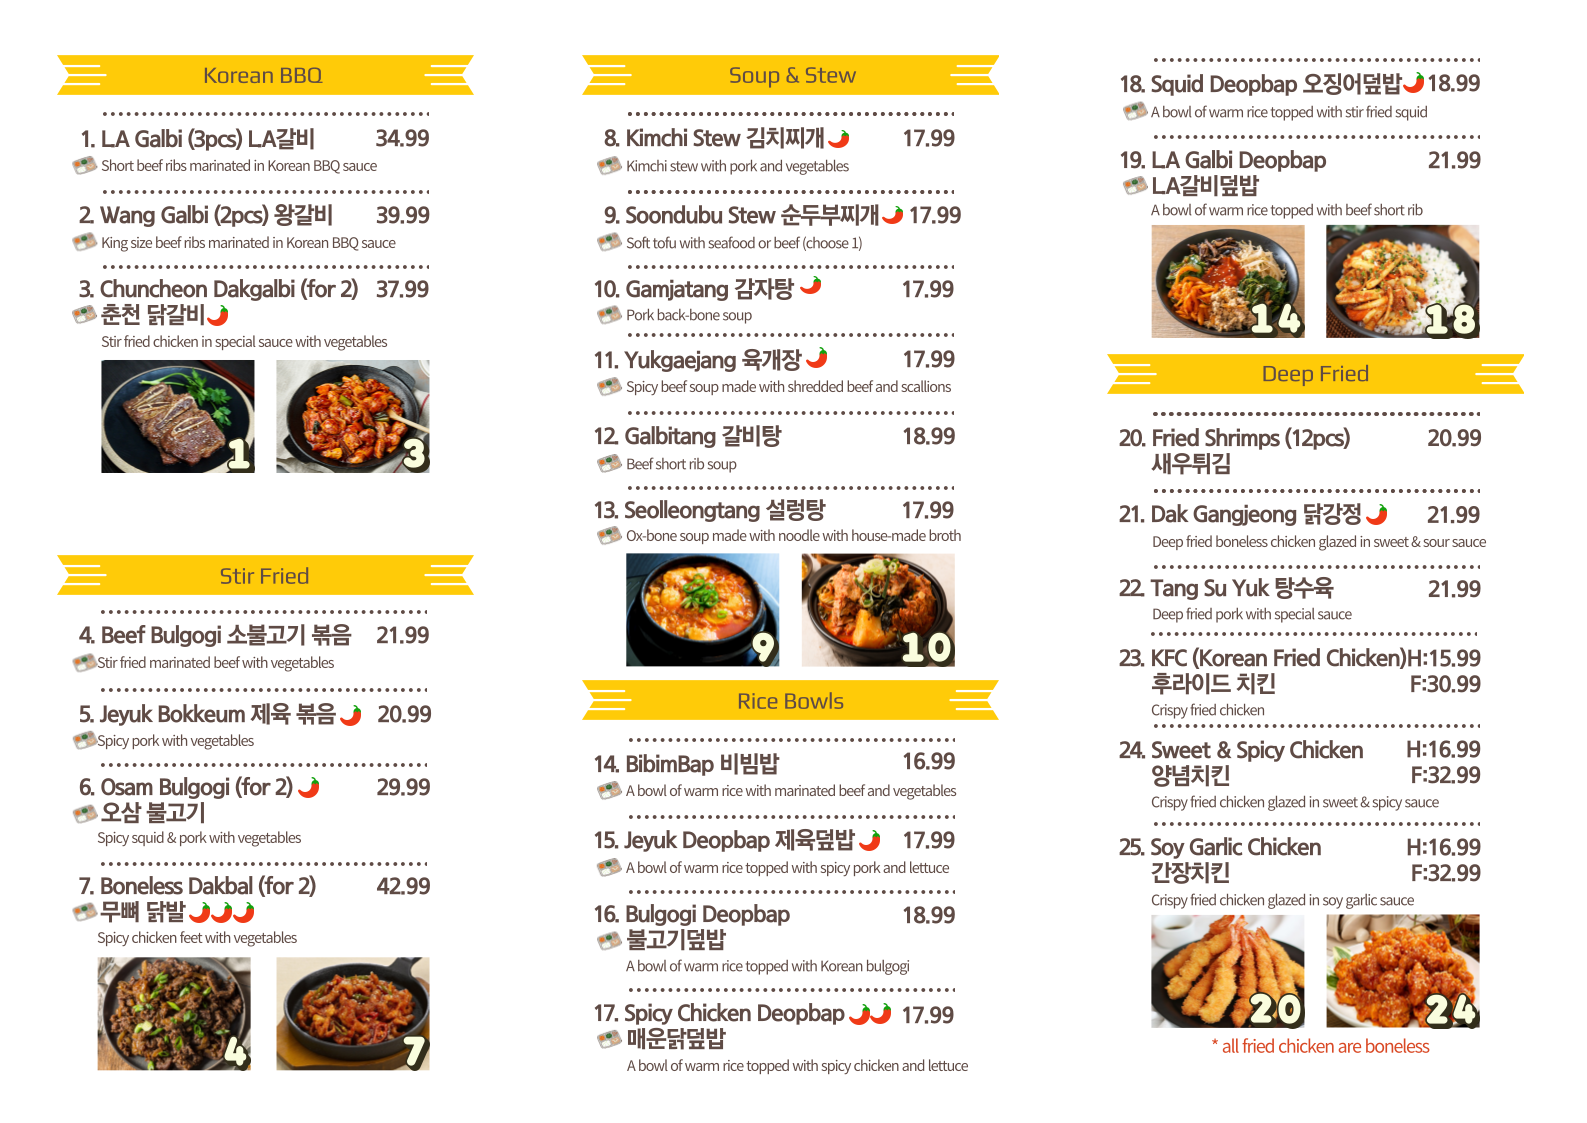 Korean BBQ
1. LA Galbi (3pcs) LA갈비 34.99
Short beef ribs marinated in Korean BBQ sauce
2. Wang Galbi (2pcs) 왕갈비 39.99
King size beef ribs marinated in Korean BBQ sauce
3. Chuncheon Dakgalbi (for 2) 37.99
춘천 닭갈비
Stir fried chicken in special sauce with vegetables
1
3
Stir Fried
4. Beef Bulgogi 소불고기 볶음 21.99
Stir fried marinated beef with vegetables
5. Jeyuk Bokkeum 제육 볶음 20.99
Spicy pork with vegetables
6. Osam Bulgogi (for 2) 29.99
오삼 불고기
Spicy squid & pork with vegetables
7. Boneless Dakbal (for 2) 42.99
무뼈 닭발
Spicy chicken feet with vegetables
4
7
Soup & Stew
8. Kimchi Stew 김치찌개 17.99
Kimchi stew with pork and vegetables
9. Soondubu Stew 순두부찌개 17.99
Soft tofu with seafood or beef (choose 1)
10. Gamjatang 감자탕 17.99
Pork back-bone soup
11. Yukgaejang 육개장 17.99
Spicy beef soup made with shredded beef and scallions
12. Galbitang 갈비탕 18.99
Beef short rib soup
13. Seolleongtang 설렁탕 17.99
Ox-bone soup made with noodle with house-made broth
9
10
Rice Bowls
14. BibimBap 비빔밥 16.99
A bowl of warm rice with marinated beef and vegetables
15. Jeyuk Deopbap 제육덮밥 17.99
A bowl of warm rice topped with spicy pork and lettuce
16. Bulgogi Deopbap 18.99
불고기덮밥
A bowl of warm rice topped with Korean bulgogi
17. Spicy Chicken Deopbap 17.99
매운닭덮밥
A bowl of warm rice topped with spicy chicken and lettuce
18. Squid Deopbap 오징어덮밥 18.99
A bowl of warm rice topped with stir fried squid
19. LA Galbi Deopbap 21.99
LA갈비덮밥
A bowl of warm rice topped with beef short rib
14
18
Deep Fried
20. Fried Shrimps (12pcs) 20.99
새우튀김
21. Dak Gangjeong 닭강정 21.99
Deep fried boneless chicken glazed in sweet & sour sauce
22. Tang Su Yuk 탕수육 21.99
Deep fried pork with special sauce
23. KFC (Korean Fried Chicken) H:15.99
후라이드 치킨 F:30.99
Crispy fried chicken
24. Sweet & Spicy Chicken H:16.99
양념치킨 F:32.99
Crispy fried chicken glazed in sweet & spicy sauce
25. Soy Garlic Chicken H:16.99
간장치킨 F:32.99
Crispy fried chicken glazed in soy garlic sauce
20
24
* all fried chicken are boneless